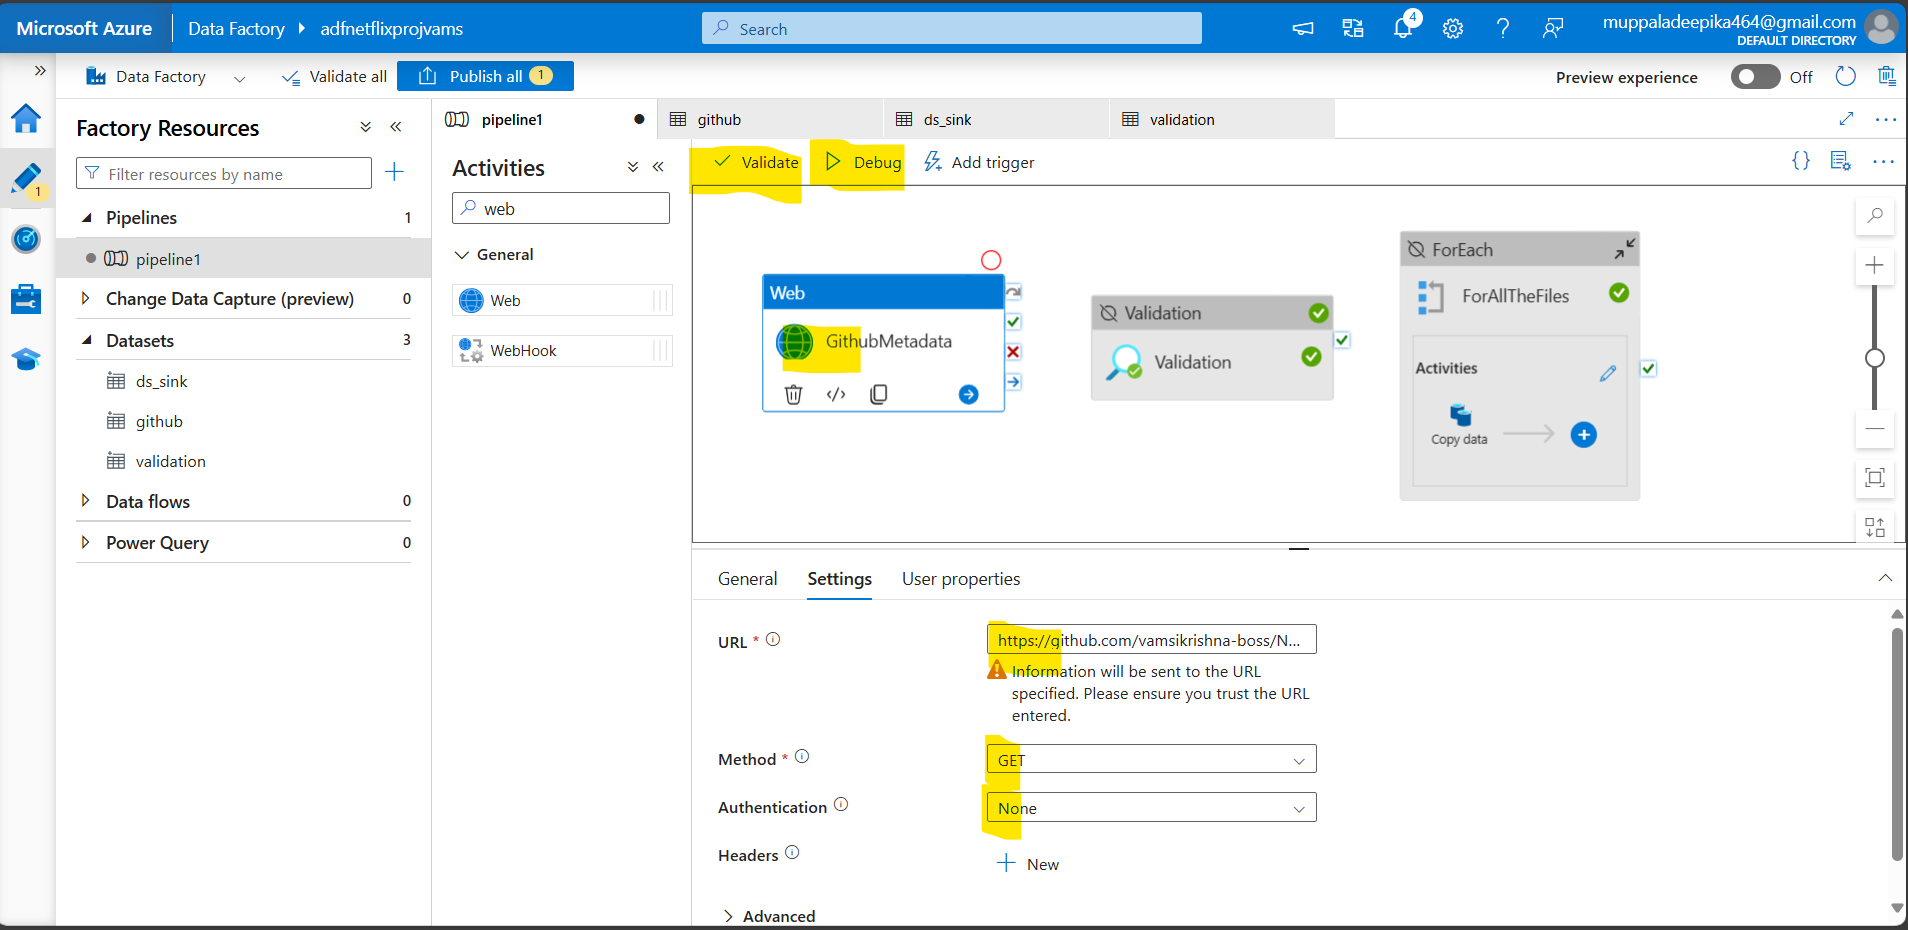 Microsoft Azure
Data Factory
adfnetflixprojvams
Search
4
muppaladeepika464@gmail.com
DEFAULT DIRECTORY
Data Factory
Validate all
Publish all 1
Preview experience
Off
1
Factory Resources
Filter resources by name
Pipelines 1
pipeline1
Change Data Capture (preview) 0
Datasets 3
ds_sink
github
validation
Data flows 0
Power Query 0
pipeline1
github
ds_sink
validation
Activities
web
General
Web
WebHook
Validate
Debug
Add trigger
Web
GithubMetadata
Validation
Validation
ForEach
ForAllTheFiles
Activities
Copy data
General
Settings
User properties
URL *
https://github.com/vamsikrishna-boss/N...
Information will be sent to the URL
specified. Please ensure you trust the URL
entered.
Method *
GET
Authentication
None
Headers
New
Advanced